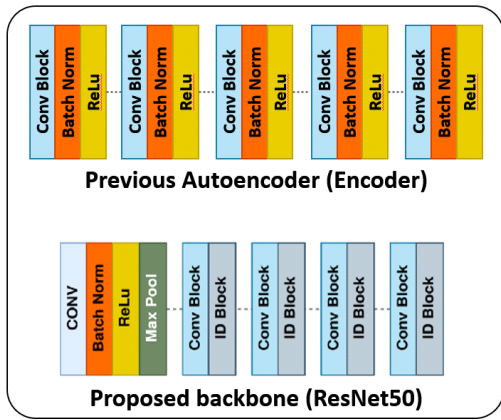 Conv Block
Batch Norm
ReLu
Conv Block
Batch Norm
ReLu
Conv Block
Batch Norm
ReLu
Conv Block
Batch Norm
ReLu
Conv Block
Batch Norm
ReLu
Previous Autoencoder (Encoder)
CONV
Batch Norm
ReLu
Max Pool
Conv Block
ID Block
Conv Block
ID Block
Conv Block
ID Block
Conv Block
ID Block
Proposed backbone (ResNet50)